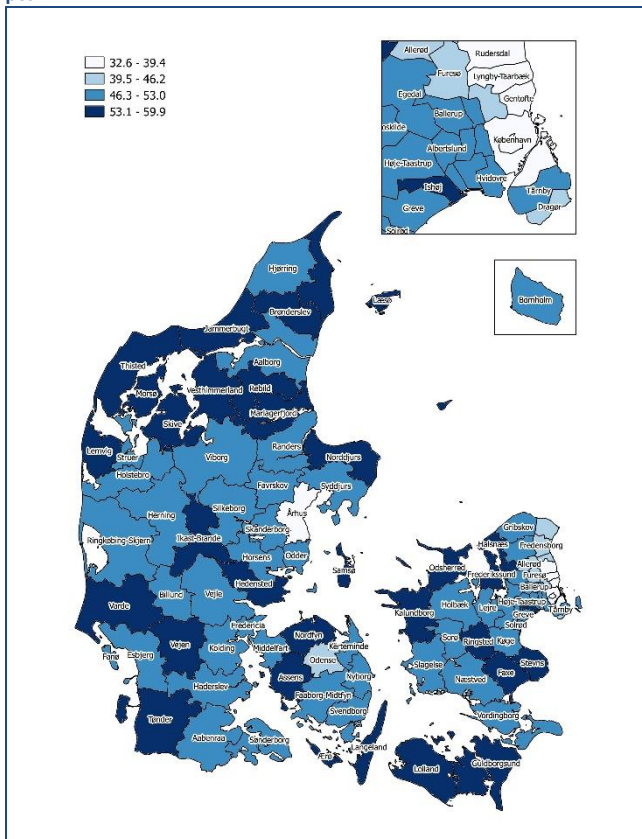 32.6 - 39.4
39.5 - 46.2
46.3 - 53.0
53.1 - 59.9
Allerød
Rudersdal
Furesø
Lyngby-Taarbæk
Egedal
Gentofte
Ballerup
oskilde
København
Albertslund
Høje-Taastrup
Ishøj
Hvidovre
Tårnby
Greve
Dragør
Solrød
Bornholm
Hjørring
Læsø
Brønderslev
Jammerbugt
Aalborg
Thisted
Morsø
Vesthimmerland
Rebild
Mariagerfjord
Skive
Lemvig
Struer
Holstebro
Viborg
Randers
Norddjurs
Favrskov
Syddjurs
Herning
Silkeborg
Århus
Ringkøbing-Skjern
Ikast-Brande
Skanderborg
Horsens
Odder
Samsø
Hedensted
Varde
Billund
Vejle
Fredericia
Vejen
Kolding
Middelfart
Nordfyn
Kerteminde
Odense
Fanø
Esbjerg
Assens
Nyborg
Haderslev
Faaborg-Midtfyn
Svendborg
Tønder
Aabenraa
Sønderborg
Ærø
Langeland
Gribskov
Halsnæs
Fredensborg
Odsherred
Frederikssund
Allerød
Furesø
Ballerup
Kalundborg
Holbæk
Lejre
Høje-Taastrup
Tårnby
Greve
Solrød
Sorø
Ringsted
Køge
Slagelse
Næstved
Faxe
Stevns
Vordingborg
Lolland
Guldborgsund